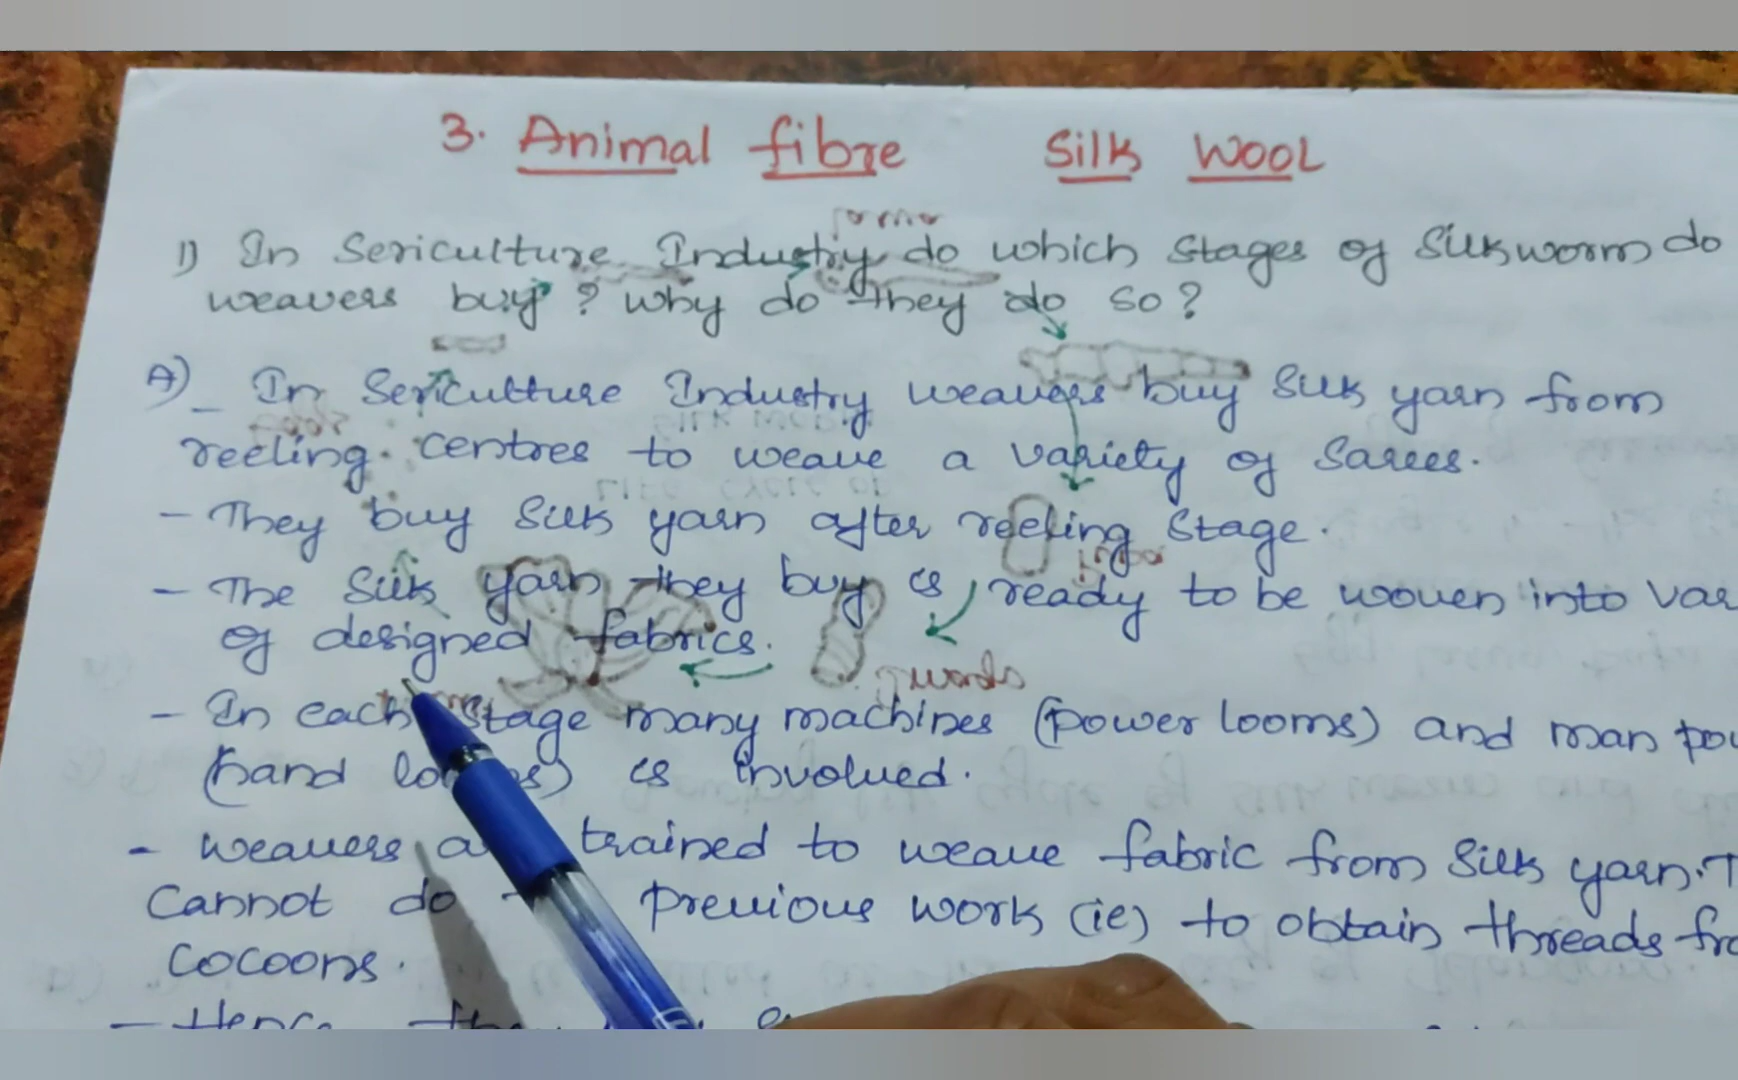 3. Animal fibre Silk Wool
1) In Sericulture Industry do which stages of Silkworm do
weavers buy? why do they do so?
A) - In Sericulture Industry weavers buy Silk yarn from
reeling centres to weave a variety of Sarees.
- They buy Silk yarn after reeling Stage.
- The Silk yarn they buy is ready to be woven into
of designed fabrics.
- In each stage many machines (power looms) and man
(hand is involved.
- weavers trained to weave fabric from Silk yarn.
Cannot do previous work (ie) to obtain threads
Cocoons.
- Hence